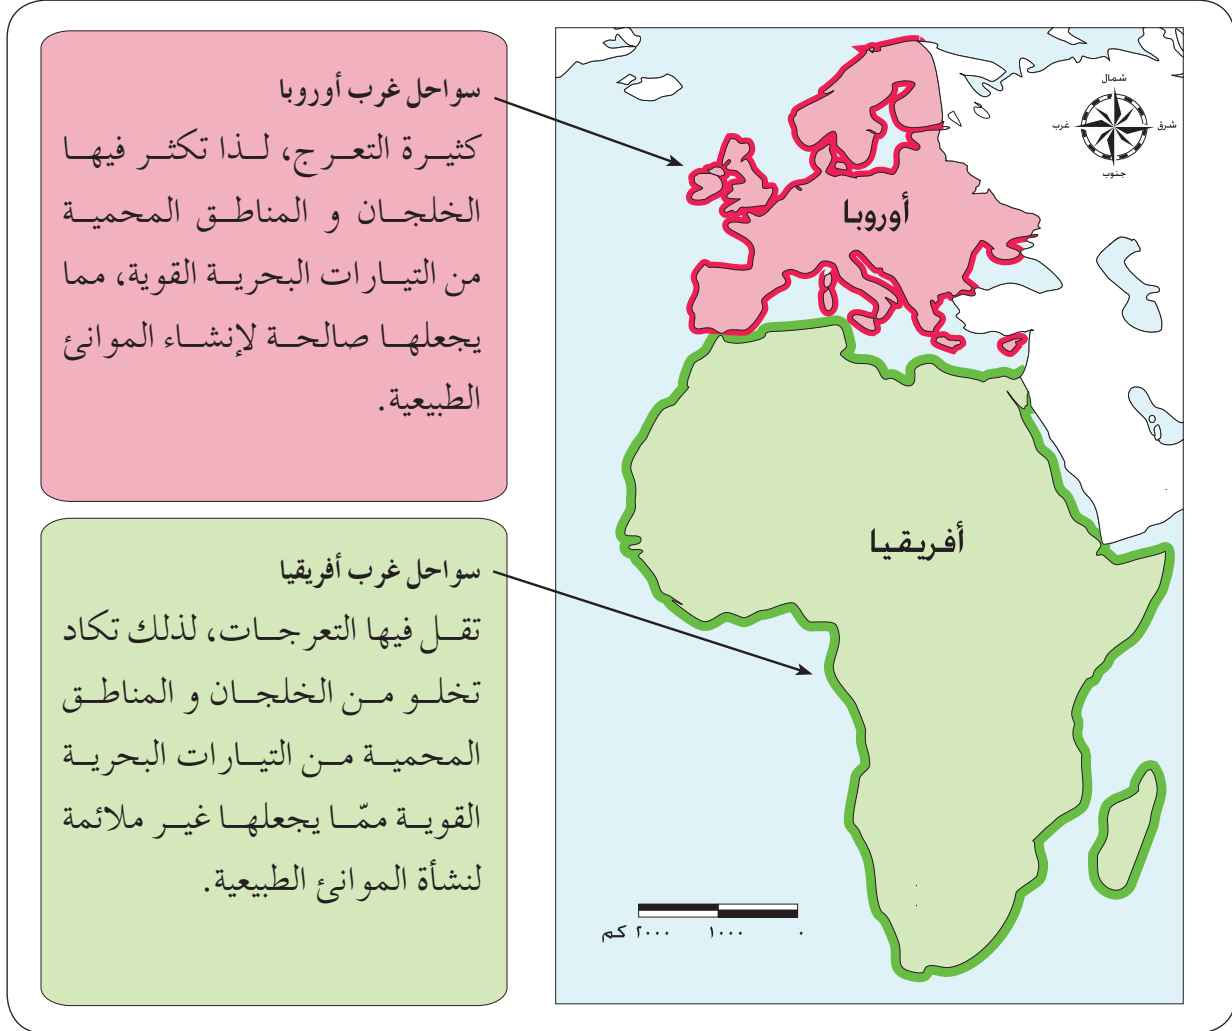 سواحل غرب أوروبا
كثيرة التعرج، لذا تكثر فيها
الخلجان و المناطق المحمية
من التيارات البحرية القوية، مما
يجعلها صالحة لإنشاء الموانئ
الطبيعية.
سواحل غرب أفريقيا
تقل فيها التعرجات، لذلك تكاد
تخلو من الخلجان و المناطق
المحمية من التيارات البحرية
القوية ممّا يجعلها غير ملائمة
لنشأة الموانئ الطبيعية.
شمال
شرق
غرب
جنوب
أوروبا
أفريقيا
٠ ١٠٠٠ ٢٠٠٠ كم